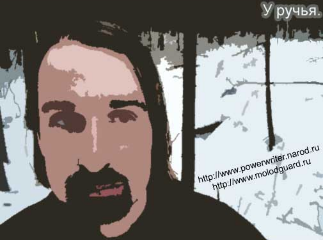 У ручья.
http://www.powerwriter.narod.ru
http://www.molodguard.ru